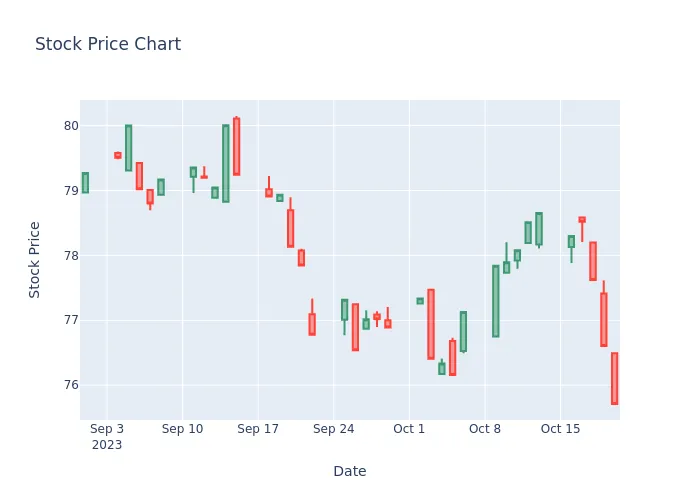 Stock Price Chart
Stock Price
80
79
78
77
76
Sep 3
2023
Sep 10
Sep 17
Sep 24
Oct 1
Oct 8
Oct 15
Date